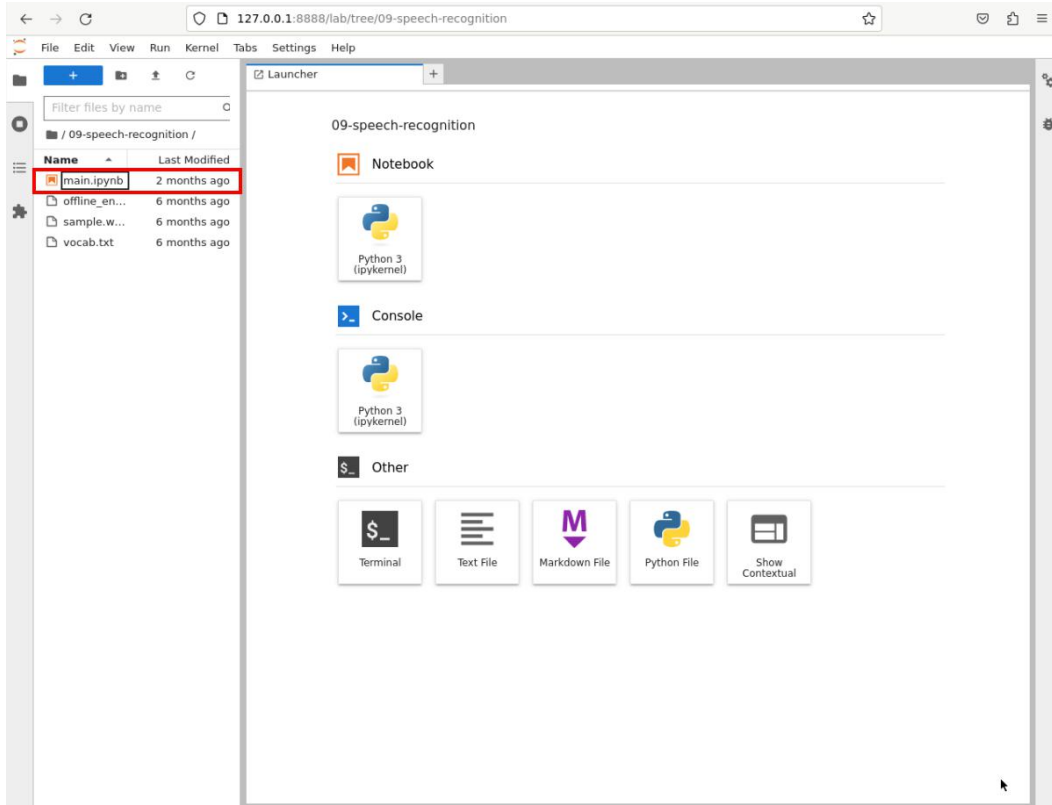 127.0.0.1:8888/lab/tree/09-speech-recognition
File Edit View Run Kernel Tabs Settings Help
+
Launcher +
Filter files by name
/ 09-speech-recognition /
Name Last Modified
main.ipynb 2 months ago
offline_en... 6 months ago
sample.w... 6 months ago
vocab.txt 6 months ago
09-speech-recognition
Notebook
Python 3
(ipykernel)
Console
Python 3
(ipykernel)
$_ Other
$_
M
Terminal Text File Markdown File Python File Show
Contextual